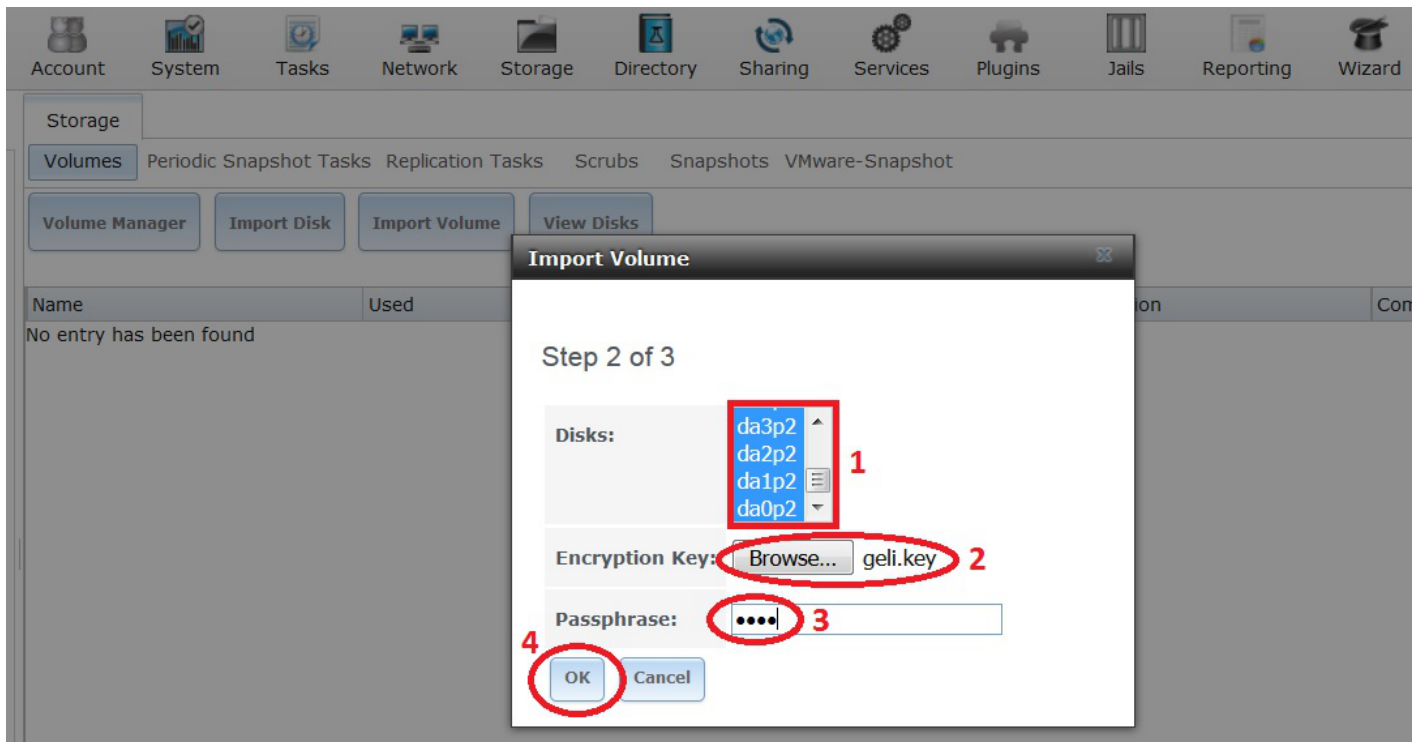 Account System Tasks Network Storage Directory Sharing Services Plugins Jails Reporting Wizard
Storage
Volumes Periodic Snapshot Tasks Replication Tasks Scrubs Snapshots VMware-Snapshot
Volume Manager Import Disk Import Volume View Disks
Import Volume
Name Used
No entry has been found
Step 2 of 3
Disks:
da3p2
da2p2
da1p2
da0p2
1
Encryption Key: Browse... geli.key 2
Passphrase: •••• 3
4
OK Cancel